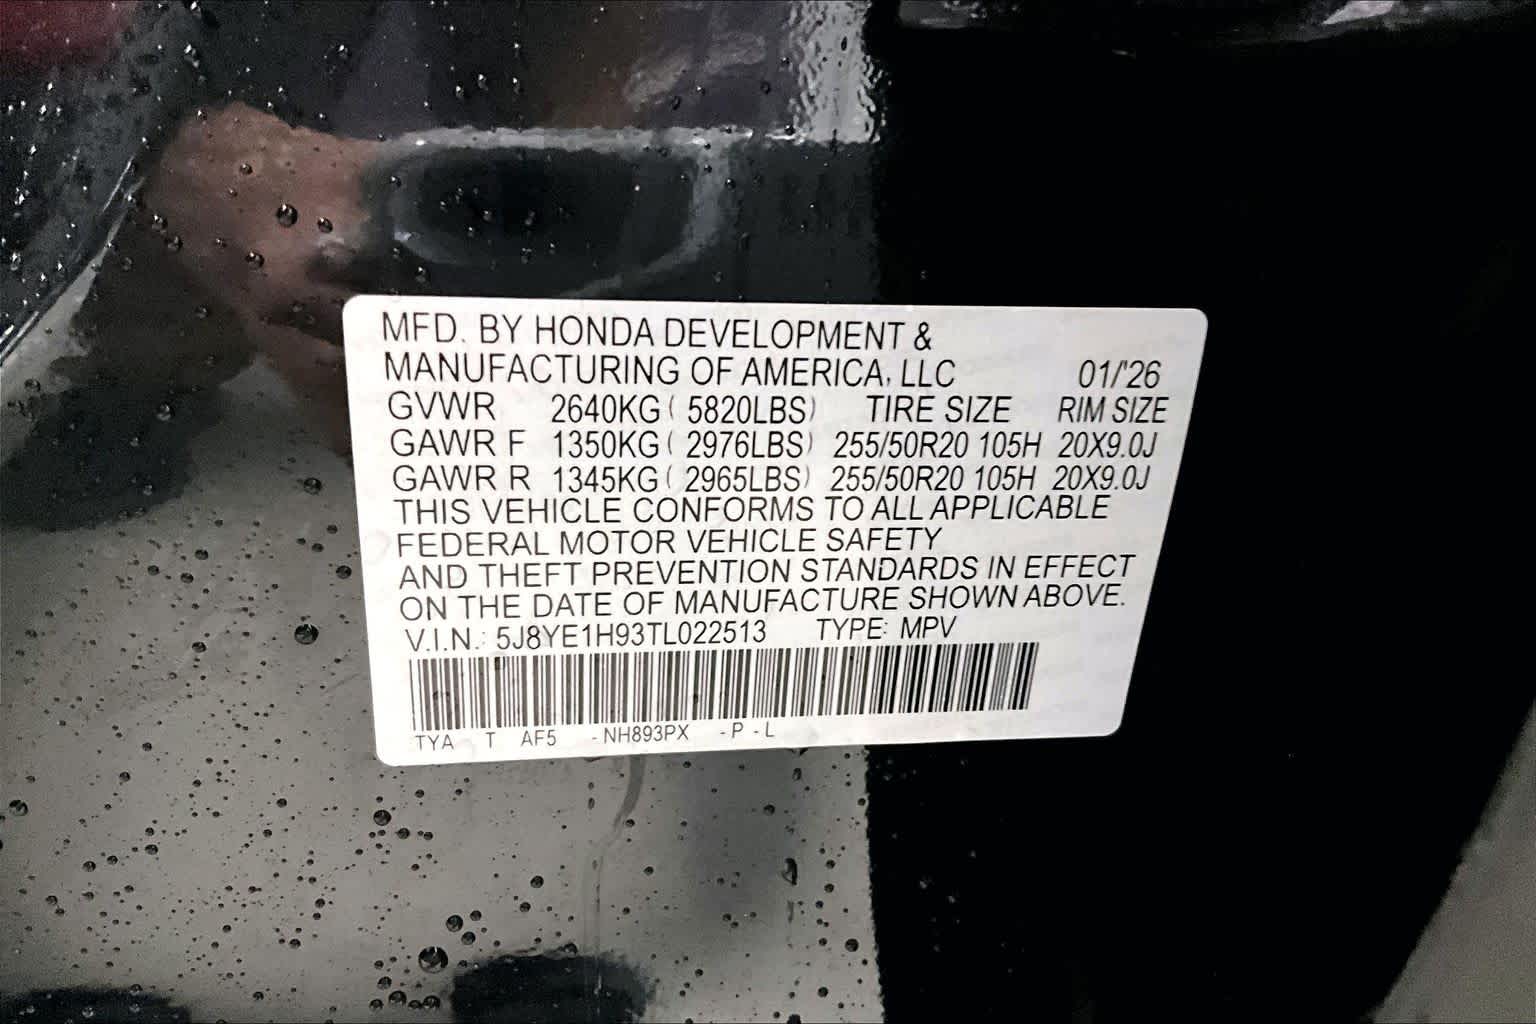 MFD. BY HONDA DEVELOPMENT &
MANUFACTURING OF AMERICA, LLC 01/'26
GVWR 2640KG ( 5820LBS) TIRE SIZE RIM SIZE
GAWR F 1350KG ( 2976LBS) 255/50R20 105H 20X9.0J
GAWR R 1345KG ( 2965LBS) 255/50R20 105H 20X9.0J
THIS VEHICLE CONFORMS TO ALL APPLICABLE
FEDERAL MOTOR VEHICLE SAFETY
AND THEFT PREVENTION STANDARDS IN EFFECT
ON THE DATE OF MANUFACTURE SHOWN ABOVE.
V.I.N.: 5J8YE1H93TL022513 TYPE: MPV
TYA T AF5 - NH893PX - P - L